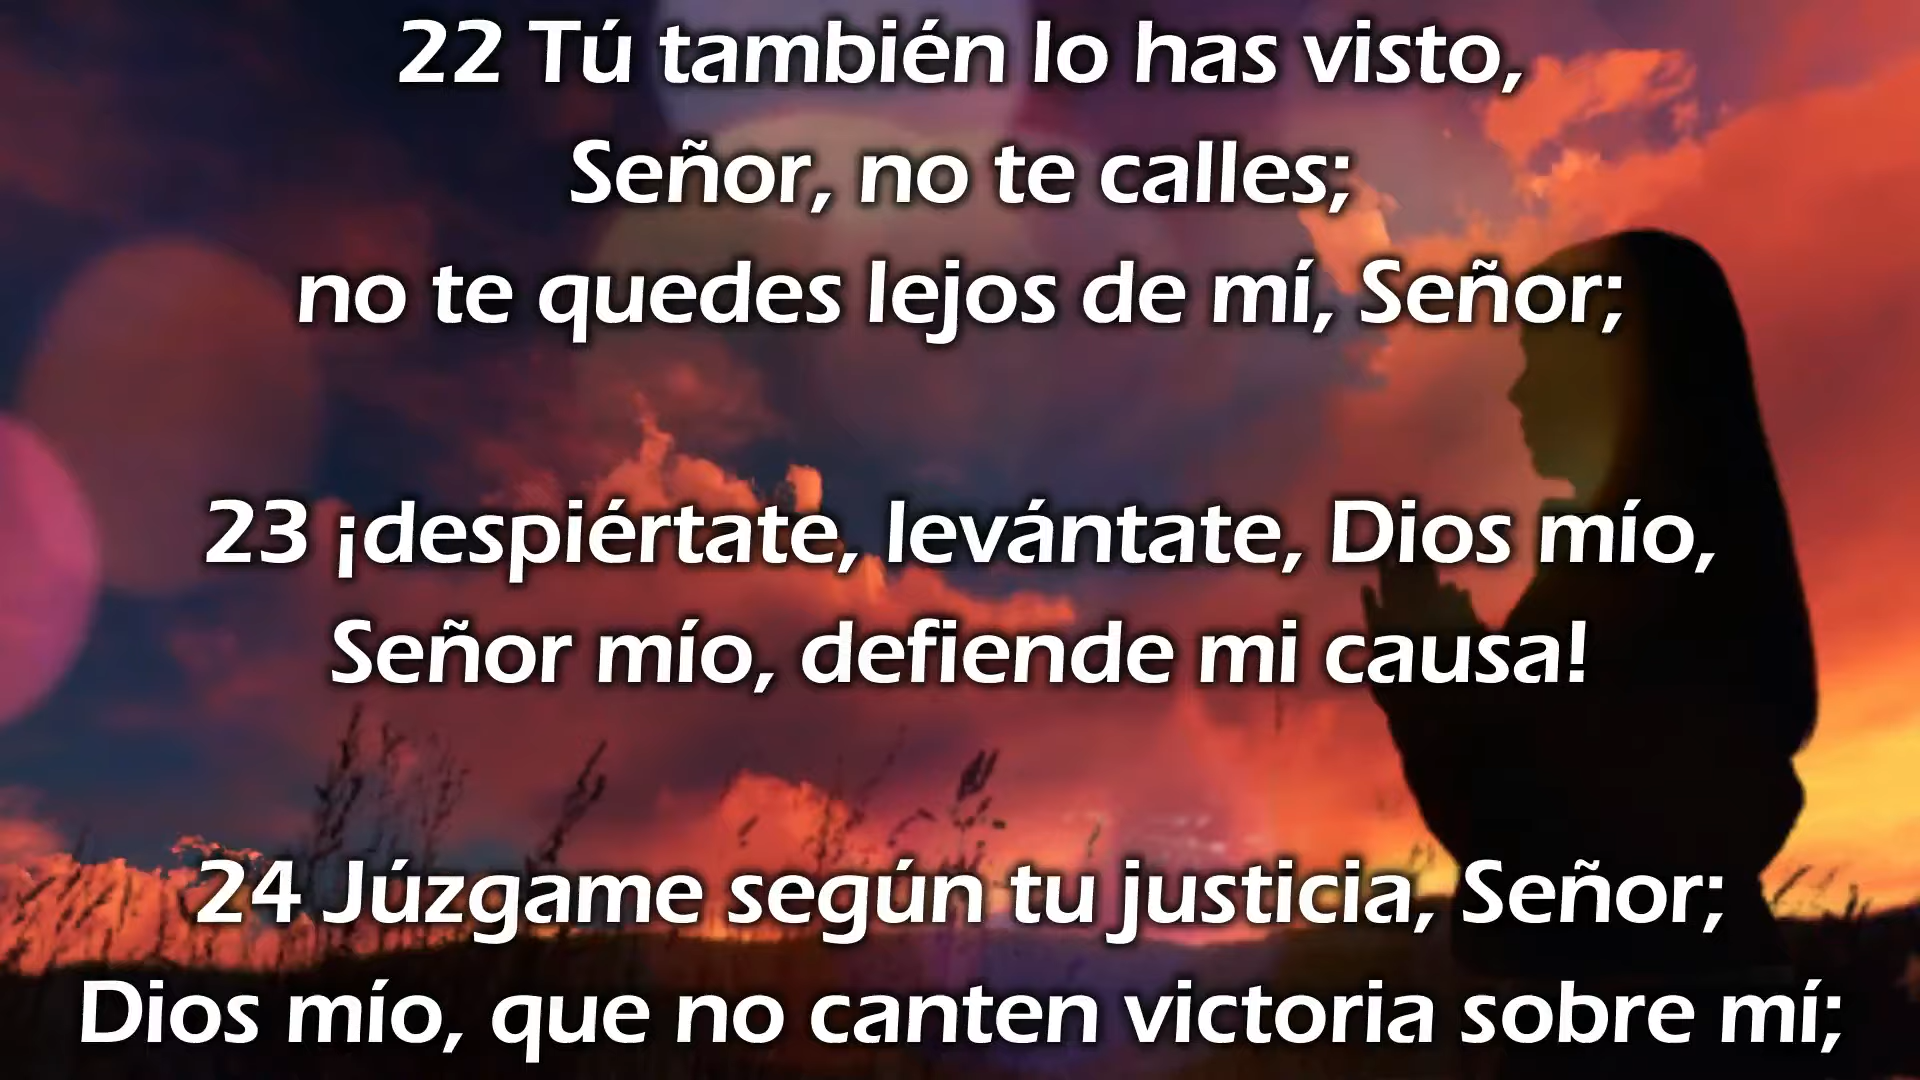 22 Tú también lo has visto,
Señor, no te calles;
no te quedes lejos de mí, Señor;
23 ¡despiértate, levántate, Dios mío,
Señor mío, defiende mi causa!
24 Júzgame según tu justicia, Señor;
Dios mío, que no canten victoria sobre mí;